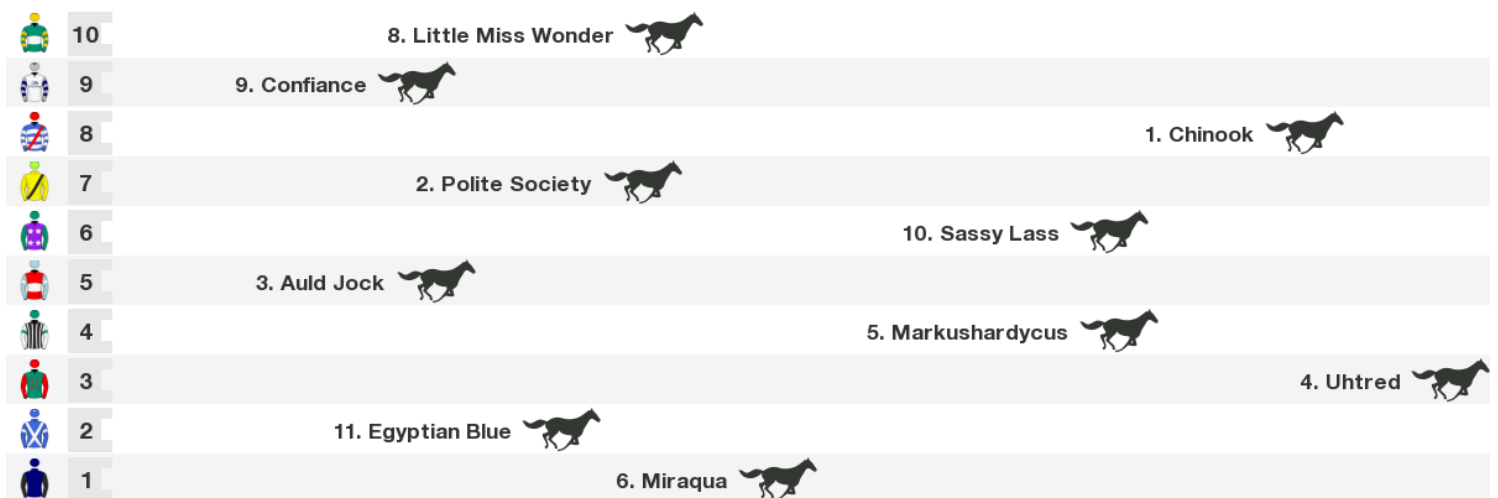 10 8. Little Miss Wonder
9 9. Confiance
8 1. Chinook
7 2. Polite Society
6 10. Sassy Lass
5 3. Auld Jock
4 5. Markushardycus
3 4. Uhtred
2 11. Egyptian Blue
1 6. Miraqua